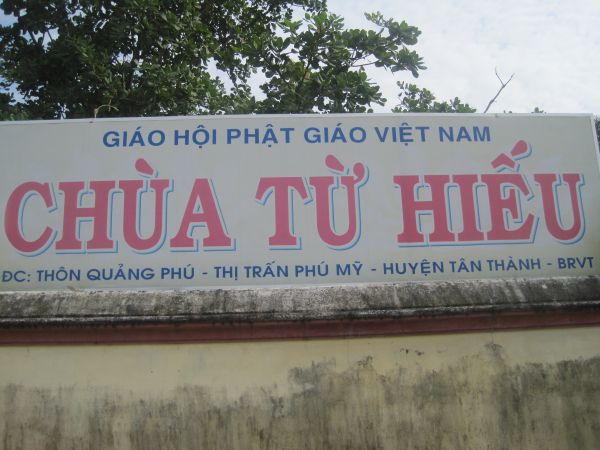 GIÁO HỘI PHẬT GIÁO VIỆT NAM
CHÙA TỪ HIẾU
ĐC: THÔN QUẢNG PHÚ - THỊ TRẤN PHÚ MỸ - HUYỆN TÂN THÀNH - BRVT